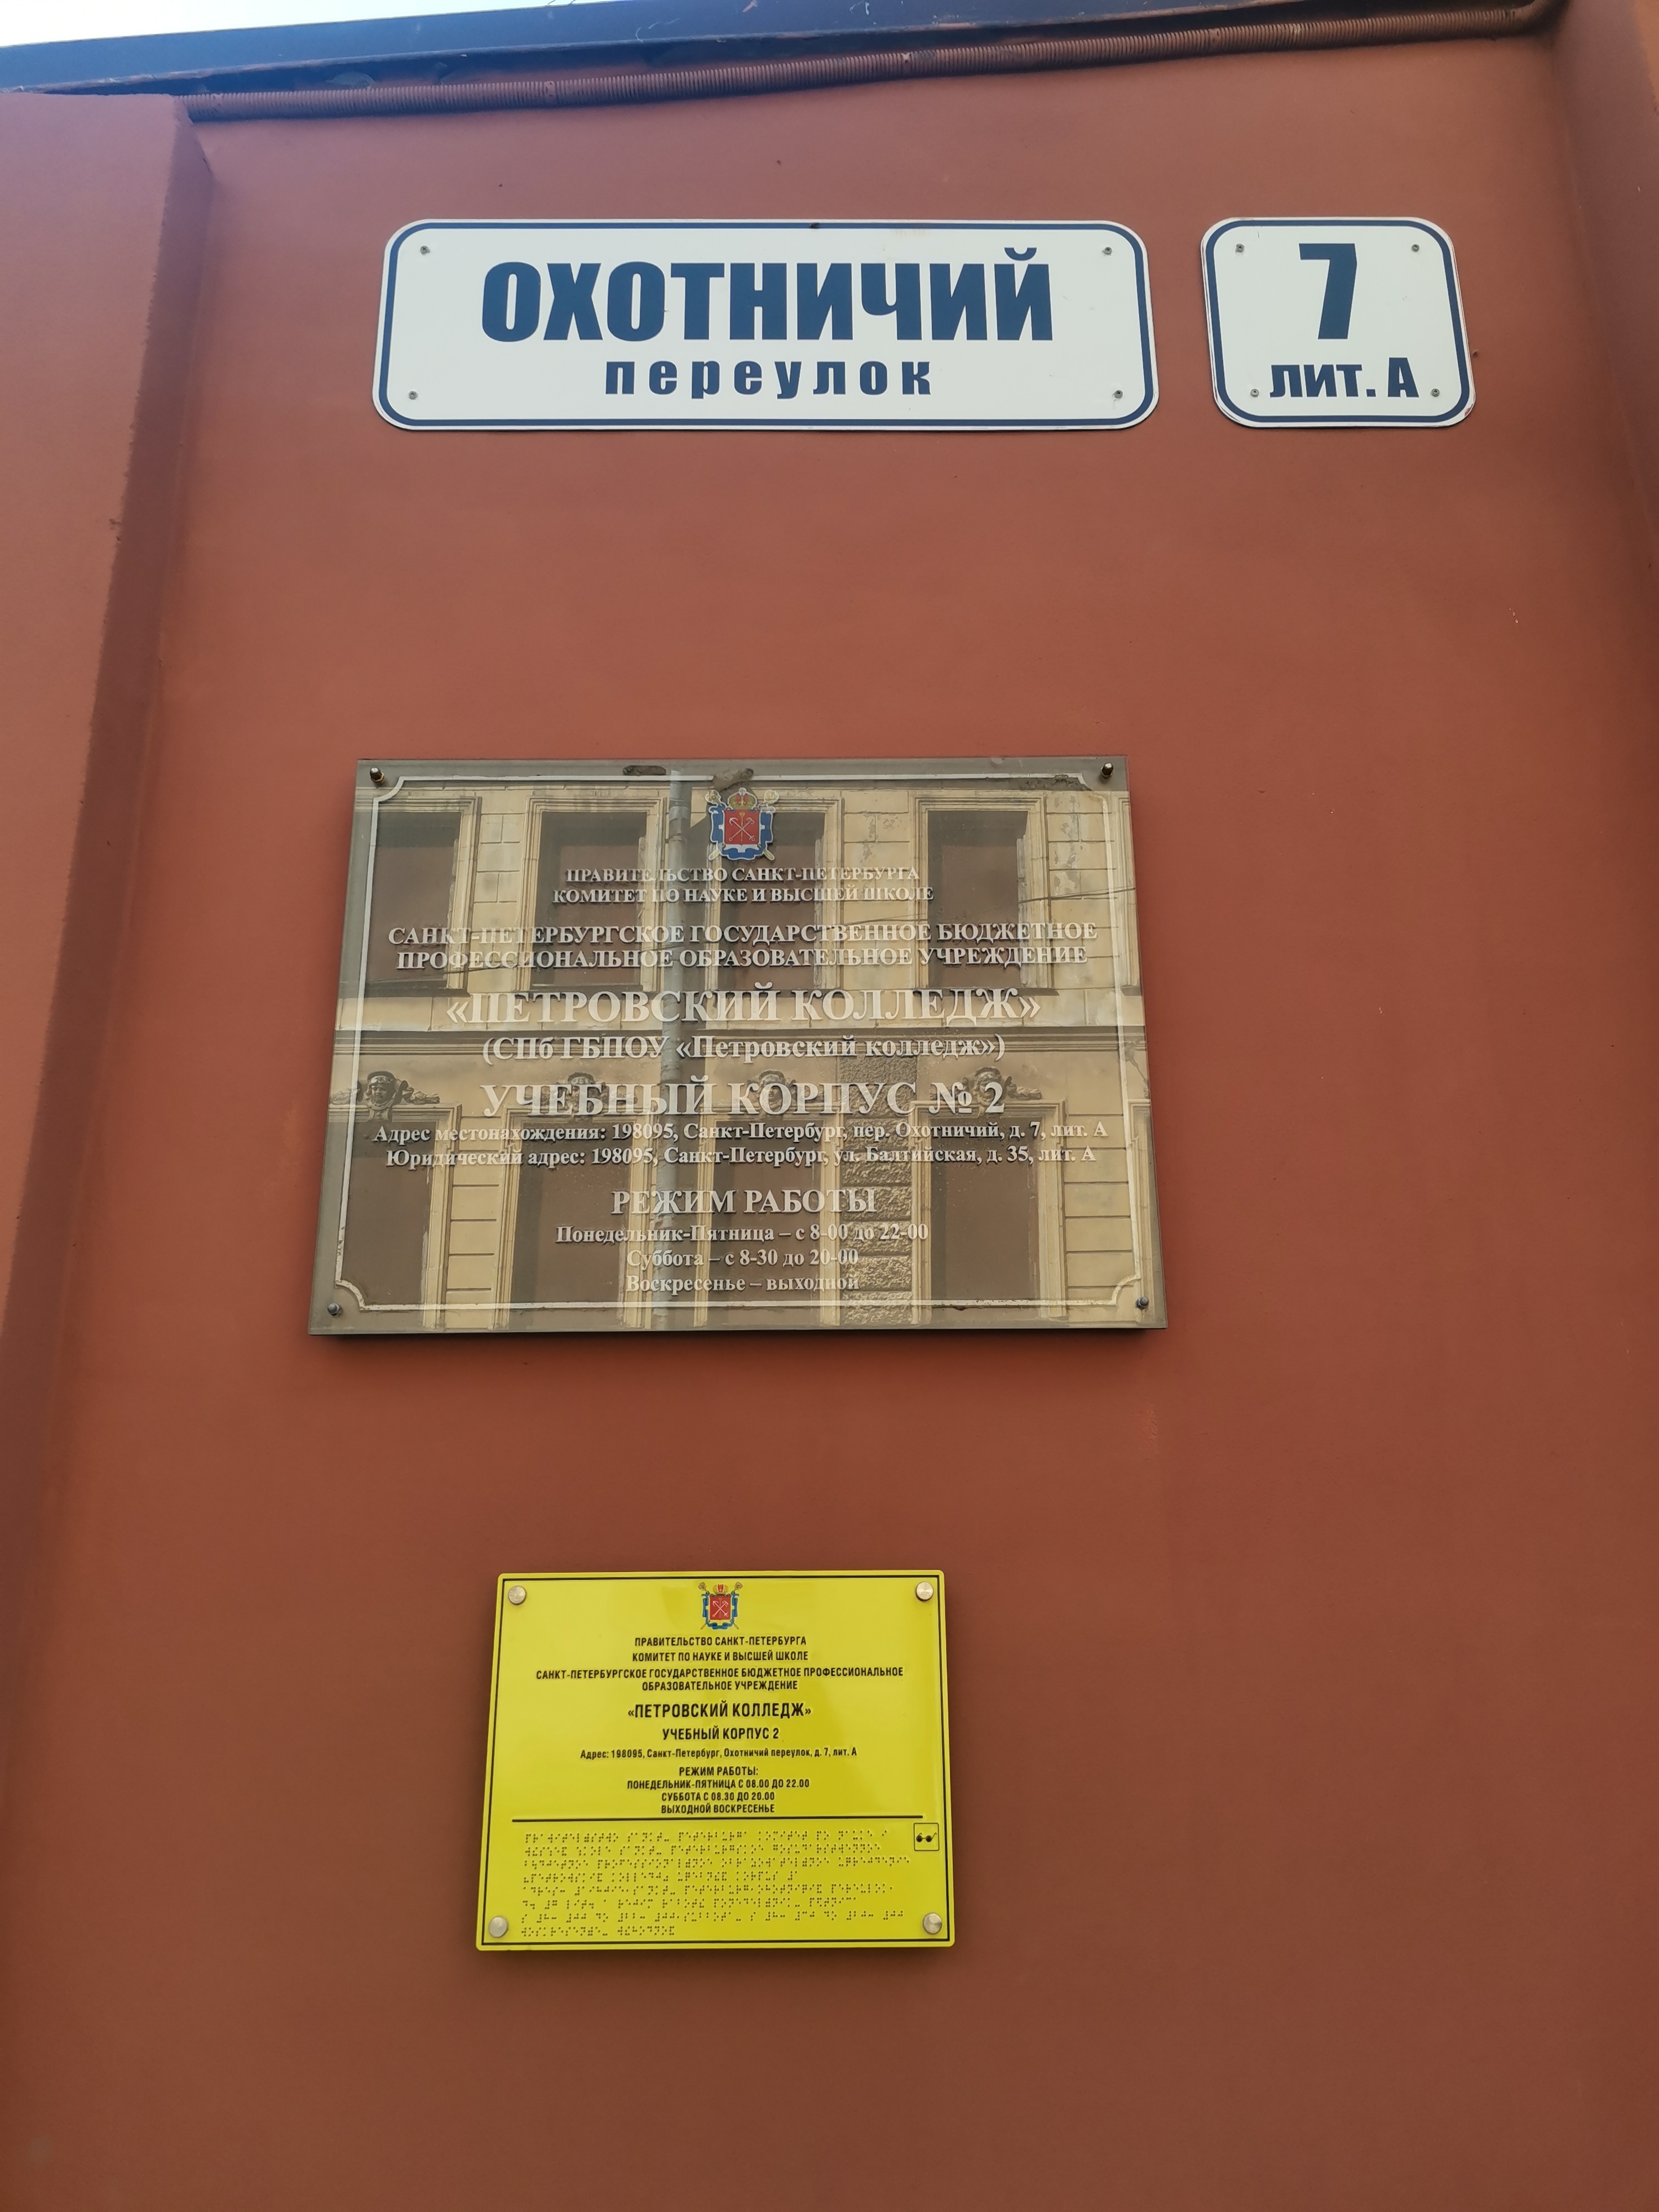 ОХОТНИЧИЙ
переулок
7
ЛИТ. А
ПРАВИТЕЛЬСТВО САНКТ-ПЕТЕРБУРГА
КОМИТЕТ ПО НАУКЕ И ВЫСШЕЙ ШКОЛЕ
САНКТ-ПЕТЕРБУРГСКОЕ ГОСУДАРСТВЕННОЕ БЮДЖЕТНОЕ
ПРОФЕССИОНАЛЬНОЕ ОБРАЗОВАТЕЛЬНОЕ УЧРЕЖДЕНИЕ
«ПЕТРОВСКИЙ КОЛЛЕДЖ»
(СПб ГБПОУ «Петровский колледж»)
УЧЕБНЫЙ КОРПУС № 2
Адрес местонахождения: 198095, Санкт-Петербург, пер. Охотничий, д. 7, лит. А
Юридический адрес: 198095, Санкт-Петербург, ул. Балтийская, д. 35, лит. А
РЕЖИМ РАБОТЫ
Понедельник-Пятница – с 8-00 до 22-00
Суббота – с 8-30 до 20-00
Воскресенье – выходной
ПРАВИТЕЛЬСТВО САНКТ-ПЕТЕРБУРГА
КОМИТЕТ ПО НАУКЕ И ВЫСШЕЙ ШКОЛЕ
САНКТ-ПЕТЕРБУРГСКОЕ ГОСУДАРСТВЕННОЕ БЮДЖЕТНОЕ ПРОФЕССИОНАЛЬНОЕ
ОБРАЗОВАТЕЛЬНОЕ УЧРЕЖДЕНИЕ
«ПЕТРОВСКИЙ КОЛЛЕДЖ»
УЧЕБНЫЙ КОРПУС 2
Адрес: 198095, Санкт-Петербург, Охотничий переулок, д. 7, лит. А
РЕЖИМ РАБОТЫ:
ПОНЕДЕЛЬНИК-ПЯТНИЦА С 08.00 ДО 22.00
СУББОТА С 08.30 ДО 20.00
ВЫХОДНОЙ ВОСКРЕСЕНЬЕ